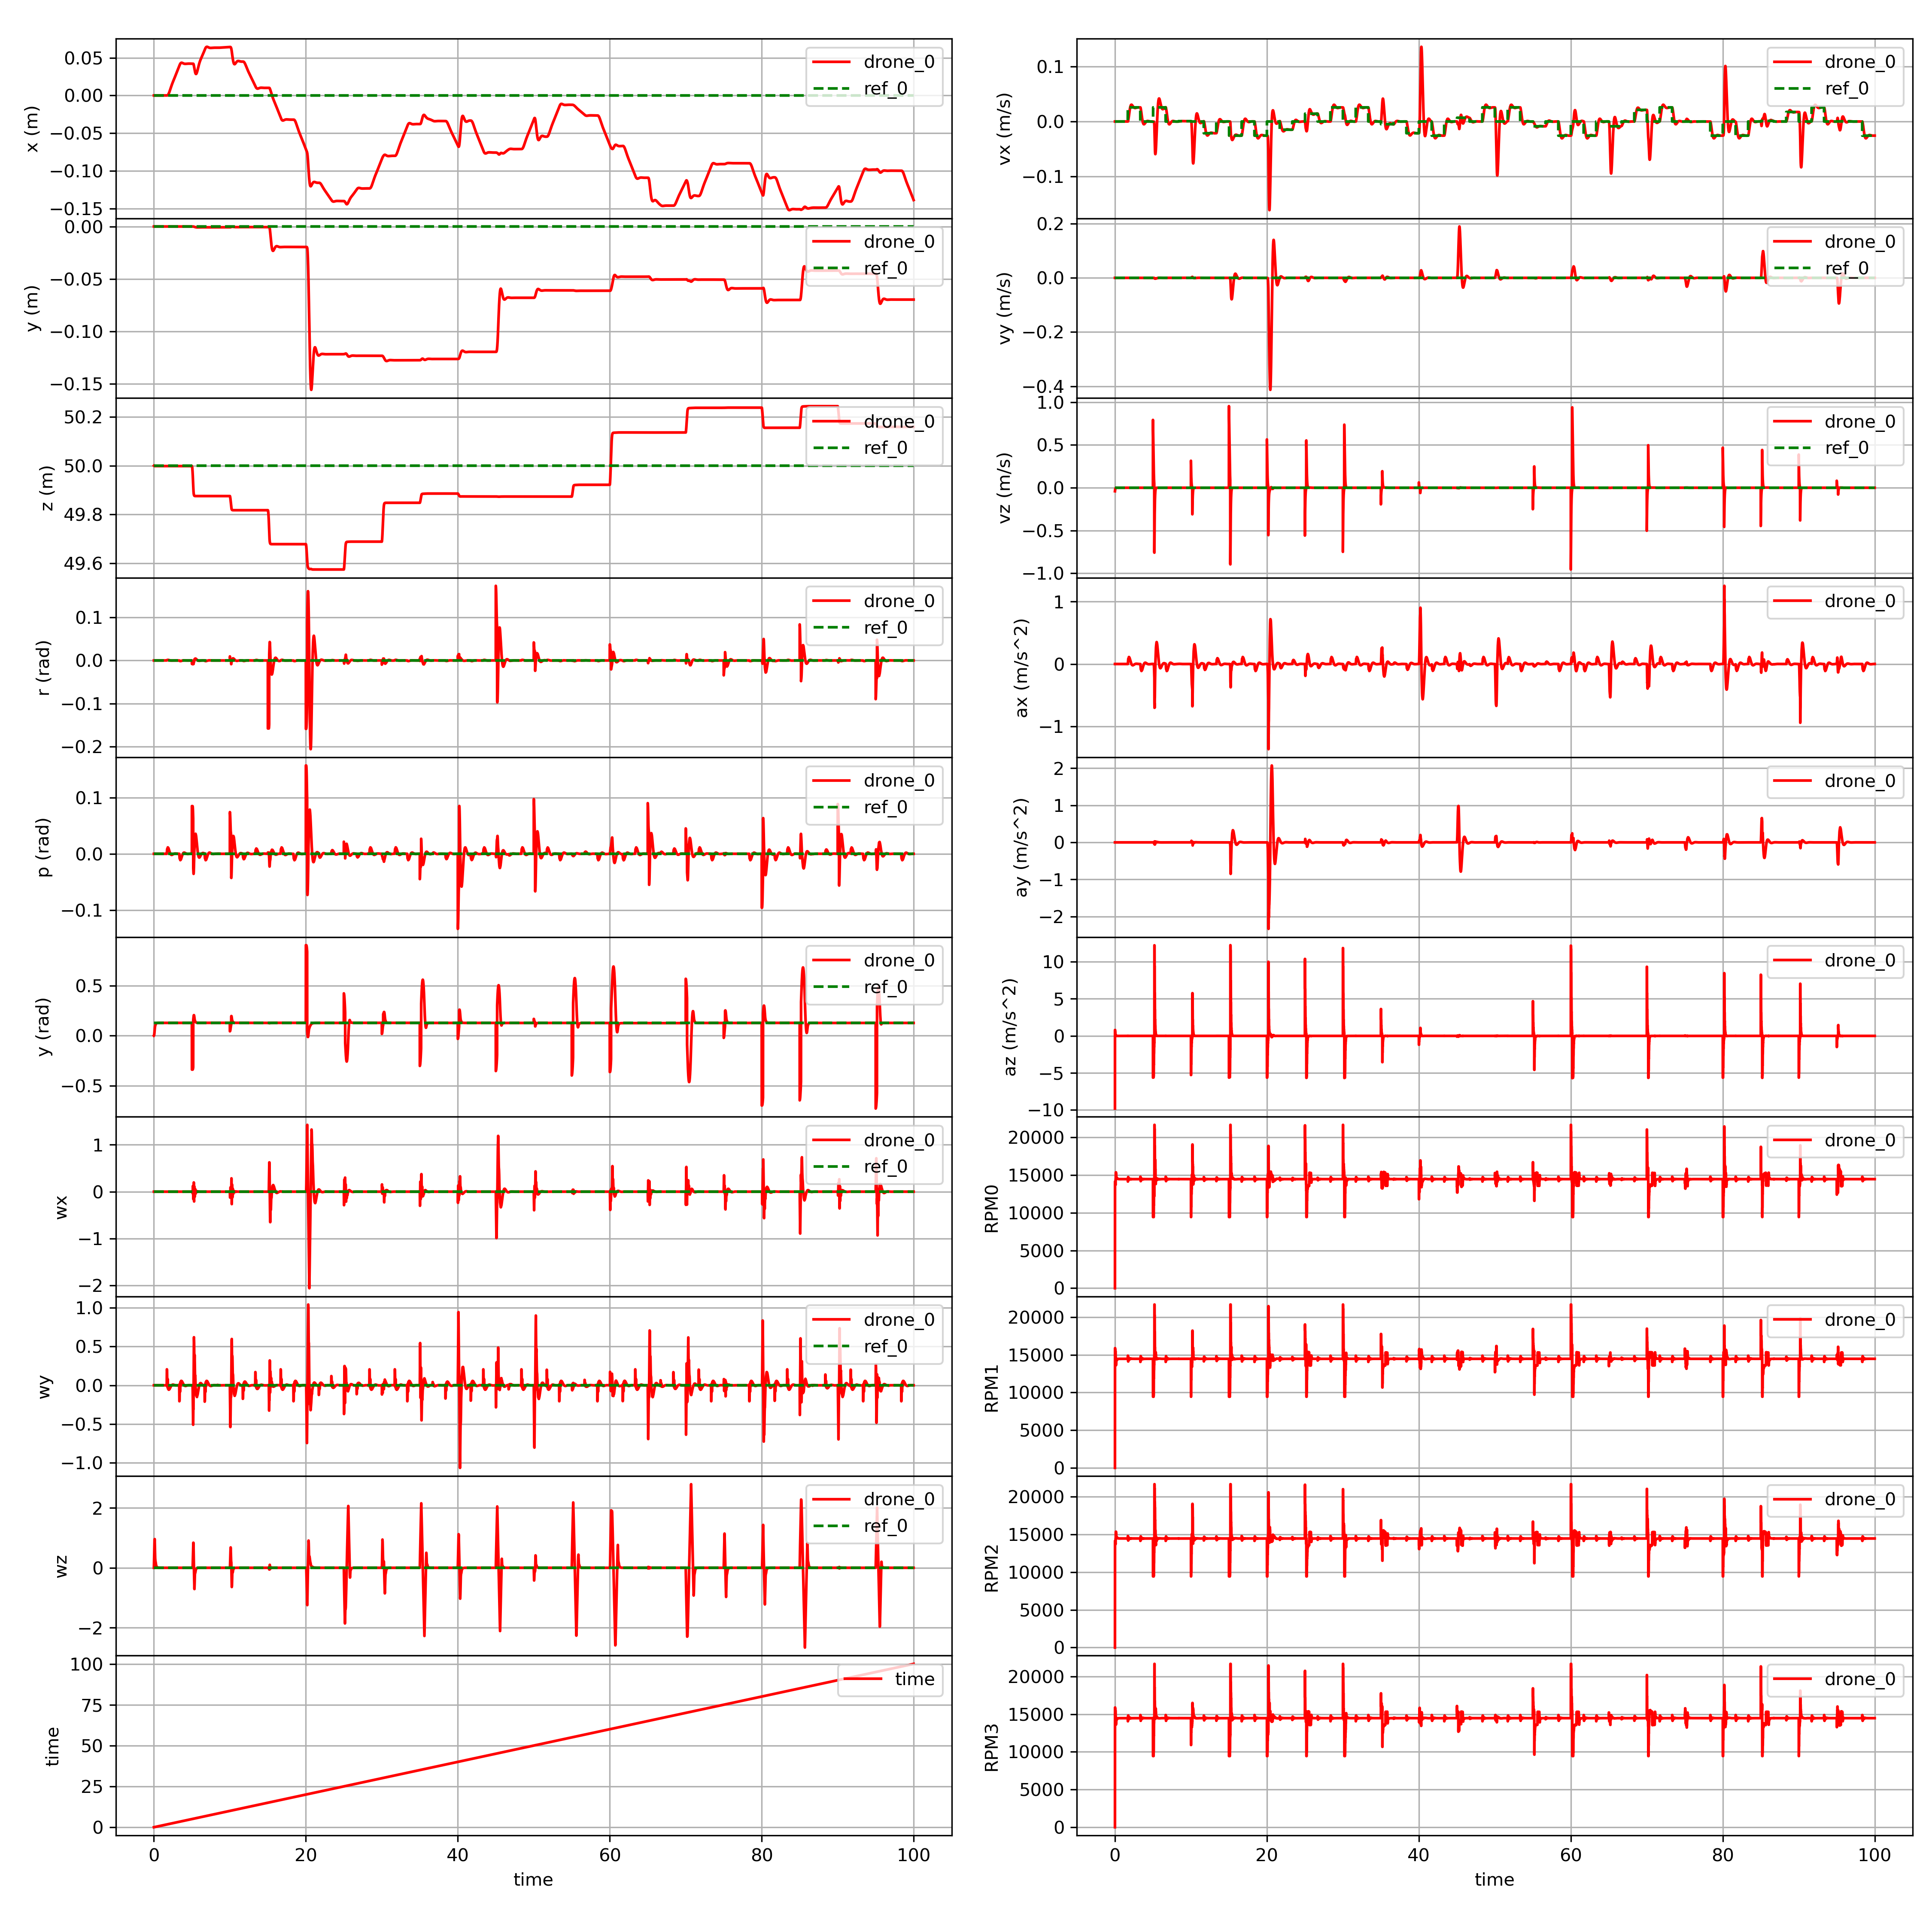 0.05
0.00
−0.05
−0.10
−0.15
x (m)
drone_0
ref_0
0.00
−0.05
−0.10
−0.15
y (m)
drone_0
ref_0
50.2
50.0
49.8
49.6
z (m)
drone_0
ref_0
0.1
0.0
−0.1
−0.2
r (rad)
drone_0
ref_0
0.1
0.0
−0.1
p (rad)
drone_0
ref_0
0.5
0.0
−0.5
y (rad)
drone_0
ref_0
1
0
−1
−2
wx
drone_0
ref_0
1.0
0.5
0.0
−0.5
−1.0
wy
drone_0
ref_0
2
0
−2
wz
drone_0
ref_0
100
75
50
25
0
time
time
0 20 40 60 80 100
time
0.1
0.0
−0.1
vx (m/s)
drone_0
ref_0
0.2
0.0
−0.2
−0.4
vy (m/s)
drone_0
ref_0
1.0
0.5
0.0
−0.5
−1.0
vz (m/s)
drone_0
ref_0
1
0
−1
ax (m/s^2)
drone_0
2
1
0
−1
−2
ay (m/s^2)
drone_0
10
5
0
−5
−10
az (m/s^2)
drone_0
20000
15000
10000
5000
0
RPM0
drone_0
20000
15000
10000
5000
0
RPM1
drone_0
20000
15000
10000
5000
0
RPM2
drone_0
20000
15000
10000
5000
0
RPM3
drone_0
0 20 40 60 80 100
time